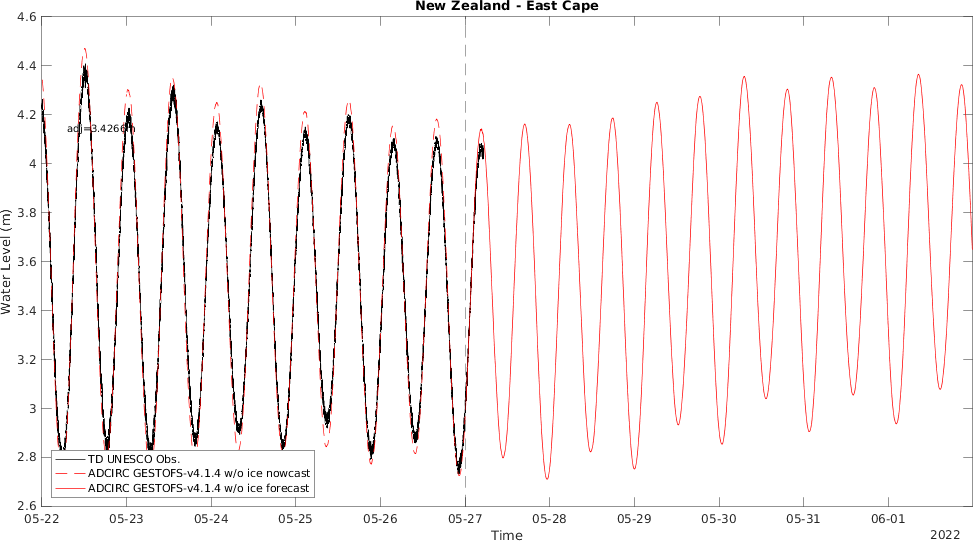 New Zealand - East Cape
Water Level (m)
4.6
4.4
4.2
4
3.8
3.6
3.4
3.2
3
2.8
2.6
adj=3.4266m
TD UNESCO Obs.
ADCIRC GESTOFS-v4.1.4 w/o ice nowcast
ADCIRC GESTOFS-v4.1.4 w/o ice forecast
05-22 05-23 05-24 05-25 05-26 05-27 05-28 05-29 05-30 05-31 06-01
Time
2022